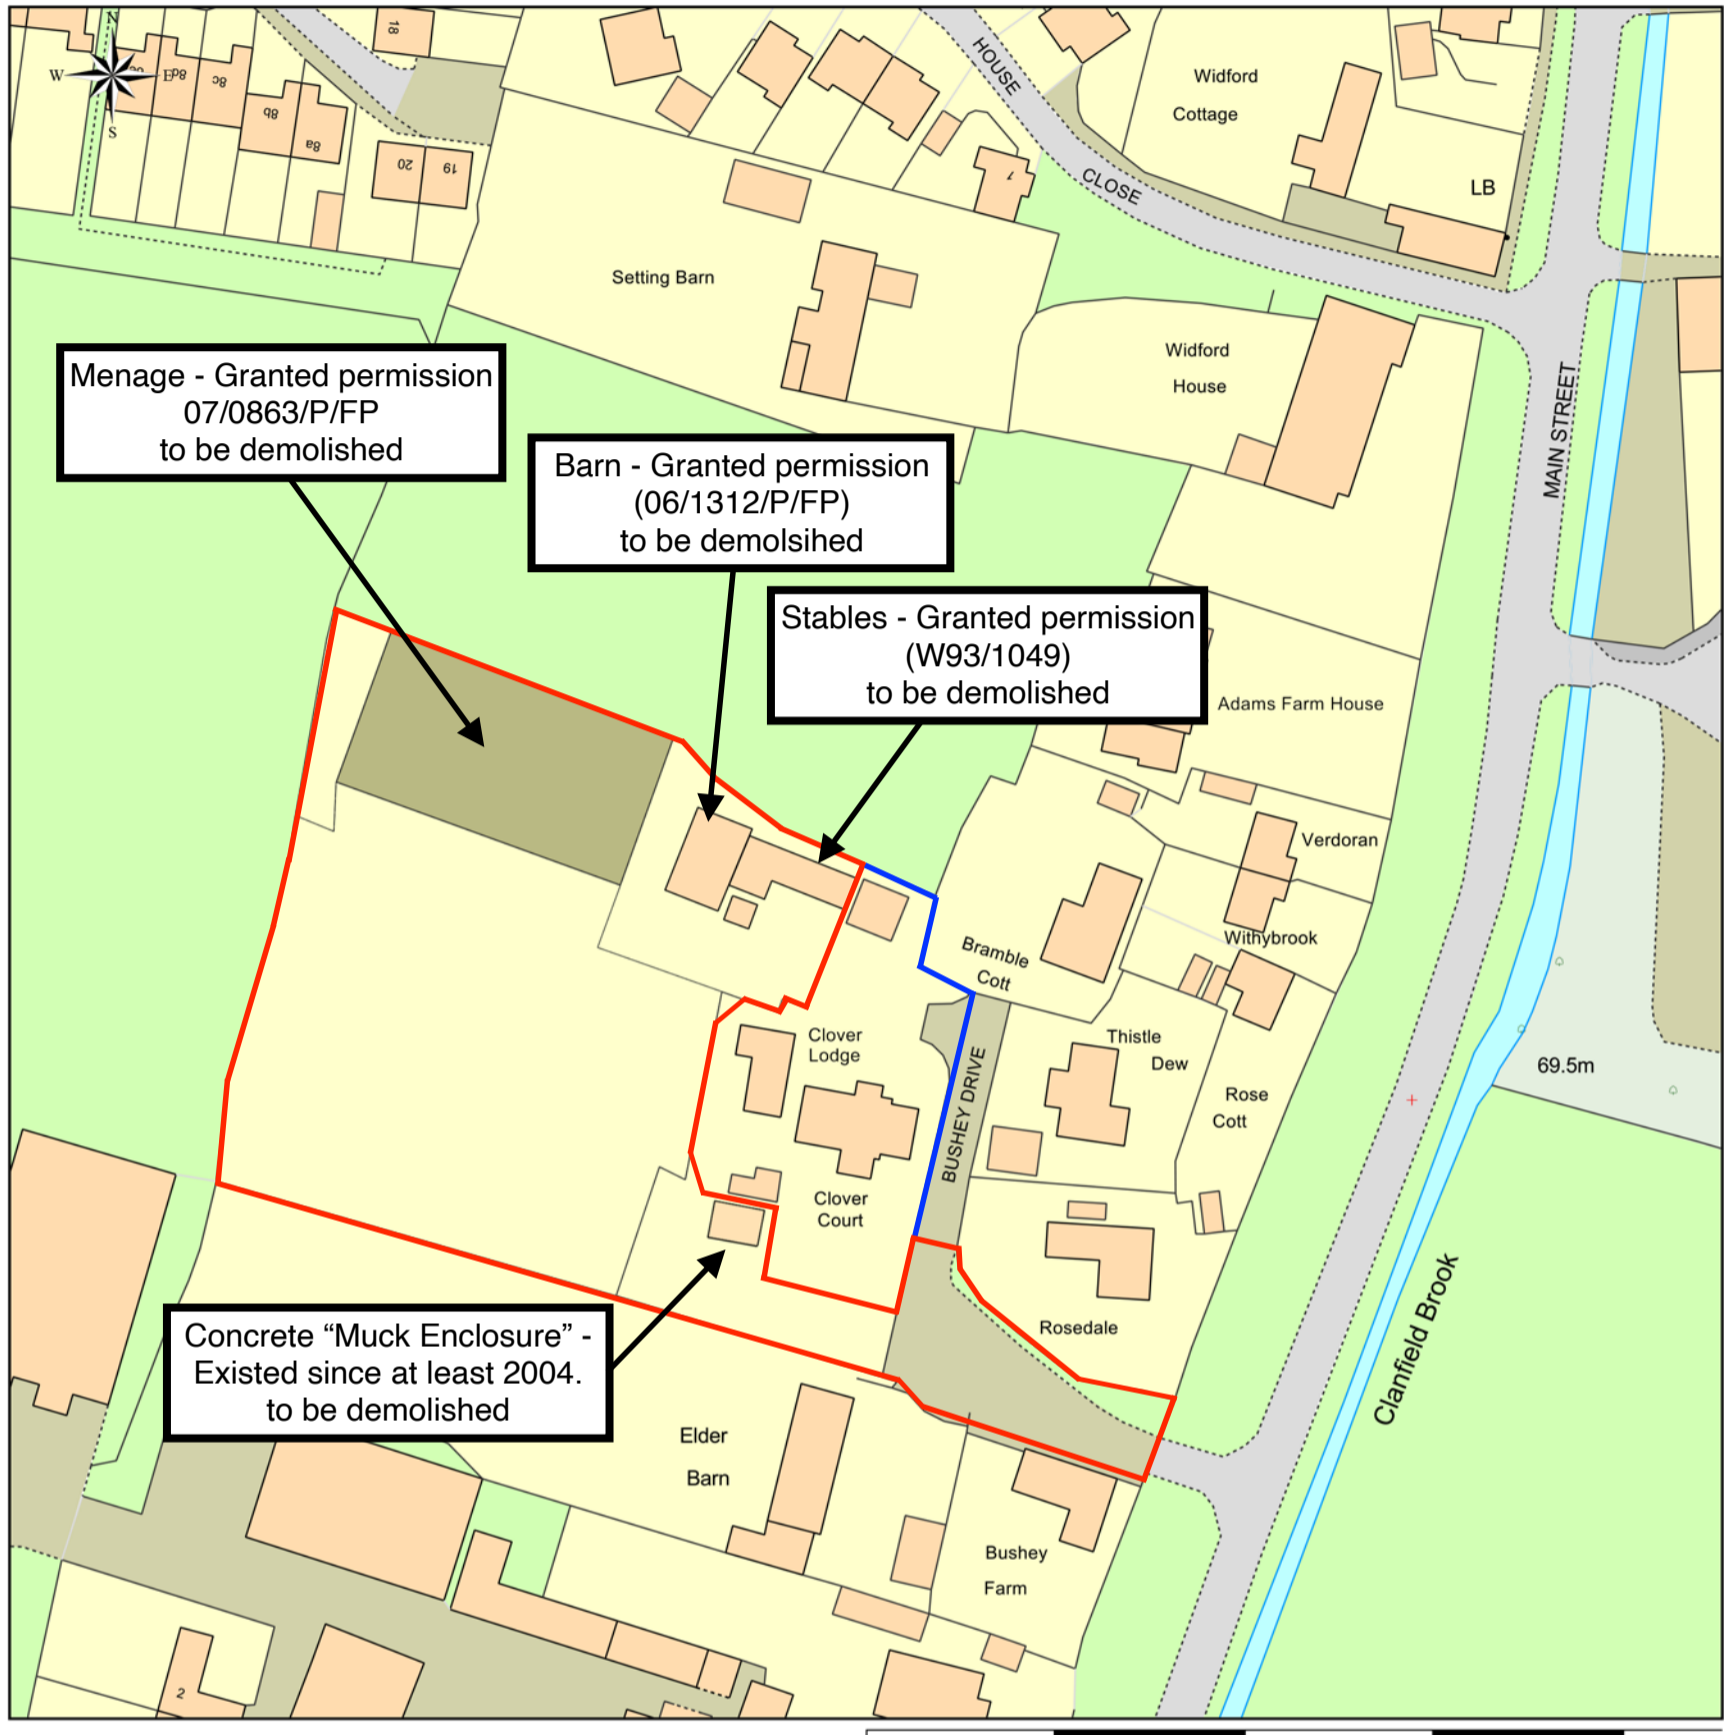 N
W
E
S
18
8d
8c
8b
8a
20
19
HOUSE
CLOSE
1
Widford
Cottage
LB
Setting Barn
Widford
House
MAIN STREET
Menage - Granted permission
07/0863/P/FP
to be demolished
Barn - Granted permission
(06/1312/P/FP)
to be demolsihed
Stables - Granted permission
(W93/1049)
to be demolished
Adams Farm House
Verdoran
Withybrook
Bramble
Cott
Clover
Lodge
Thistle
Dew
Rose
Cott
69.5m
BUSHEY DRIVE
Clover
Court
Rosedale
Clanfield Brook
Concrete “Muck Enclosure” -
Existed since at least 2004.
to be demolished
Elder
Barn
Bushey
Farm
2